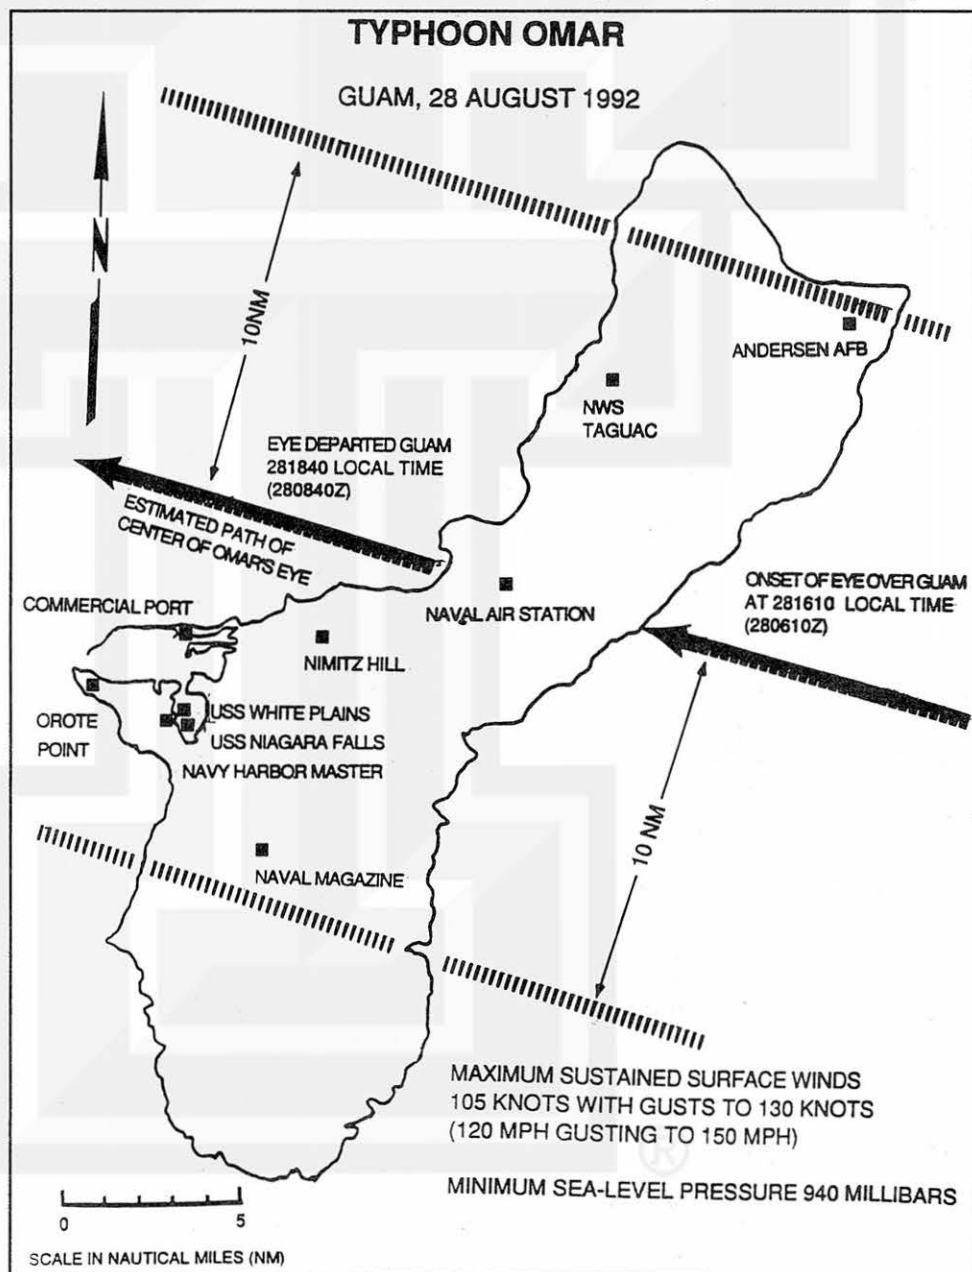 TYPHOON OMAR
GUAM, 28 AUGUST 1992
N
10NM
ANDERSEN AFB
NWS
TAGUAC
EYE DEPARTED GUAM
281840 LOCAL TIME
(280840Z)
ESTIMATED PATH OF
CENTER OF OMAR'S EYE
ONSET OF EYE OVER GUAM
AT 281610 LOCAL TIME
(280610Z)
NAVAL AIR STATION
COMMERCIAL PORT
NIMITZ HILL
OROTE
POINT
USS WHITE PLAINS
USS NIAGARA FALLS
NAVY HARBOR MASTER
10 NM
NAVAL MAGAZINE
MAXIMUM SUSTAINED SURFACE WINDS
105 KNOTS WITH GUSTS TO 130 KNOTS
(120 MPH GUSTING TO 150 MPH)
®
MINIMUM SEA-LEVEL PRESSURE 940 MILLIBARS
0 5
SCALE IN NAUTICAL MILES (NM)